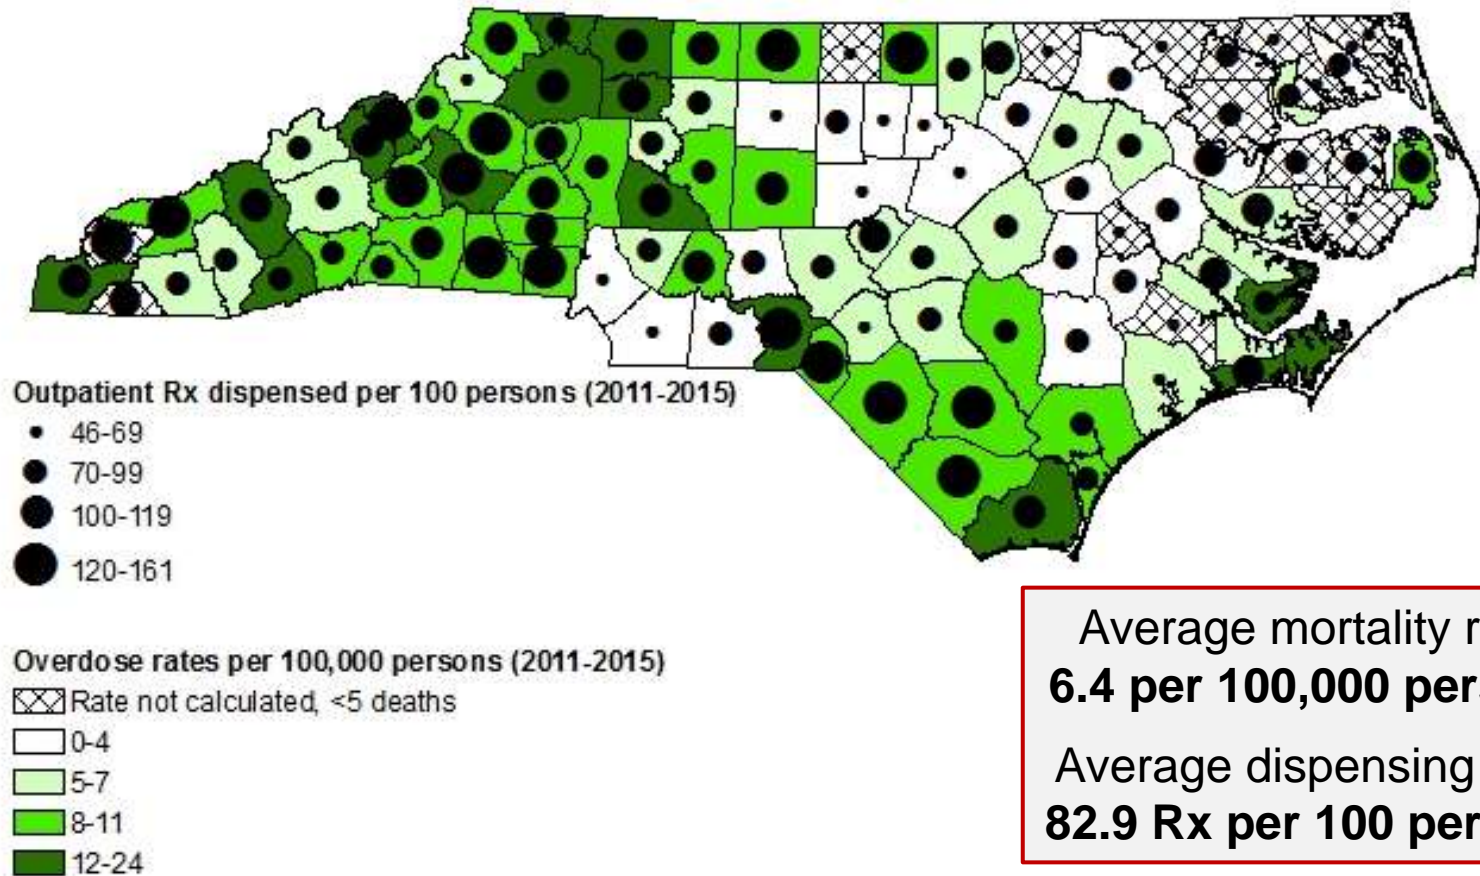 Outpatient Rx dispensed per 100 persons (2011-2015)
46-69
70-99
100-119
120-161
Overdose rates per 100,000 persons (2011-2015)
Rate not calculated, <5 deaths
0-4
5-7
8-11
12-24
Average mortality
6.4 per 100,000
Average dispensing
82.9 Rx per 100